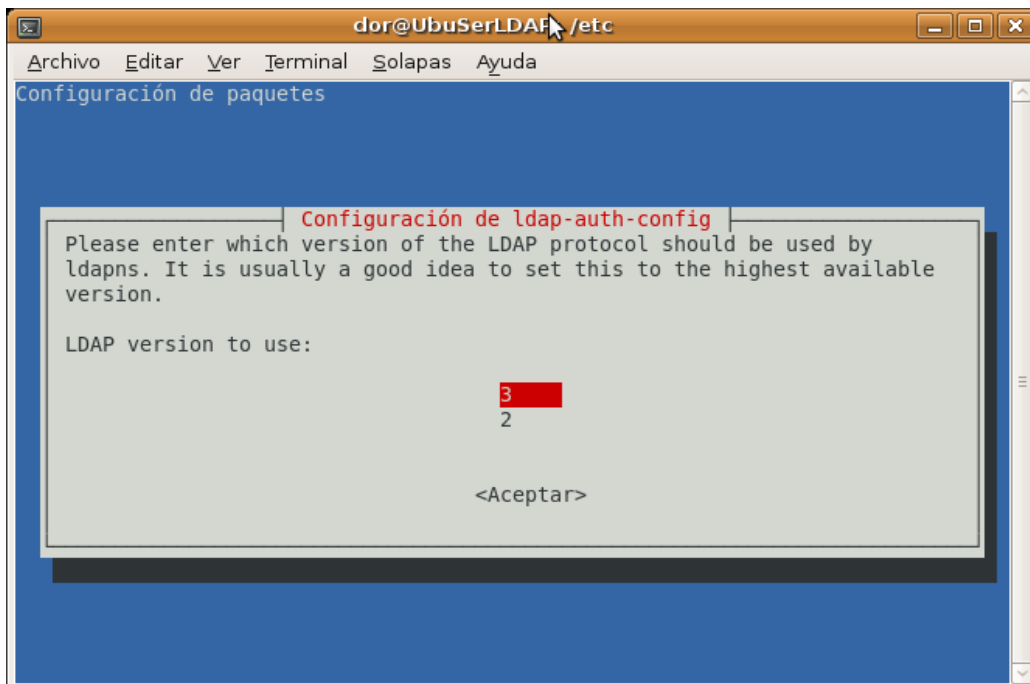 dor@UbuSerLDAP: /etc
Archivo Editar Ver Terminal Solapas Ayuda
Configuración de paquetes
Configuración de ldap-auth-config
Please enter which version of the LDAP protocol should be used by
ldapns. It is usually a good idea to set this to the highest available
version.
LDAP version to use:
3
2
<Aceptar>